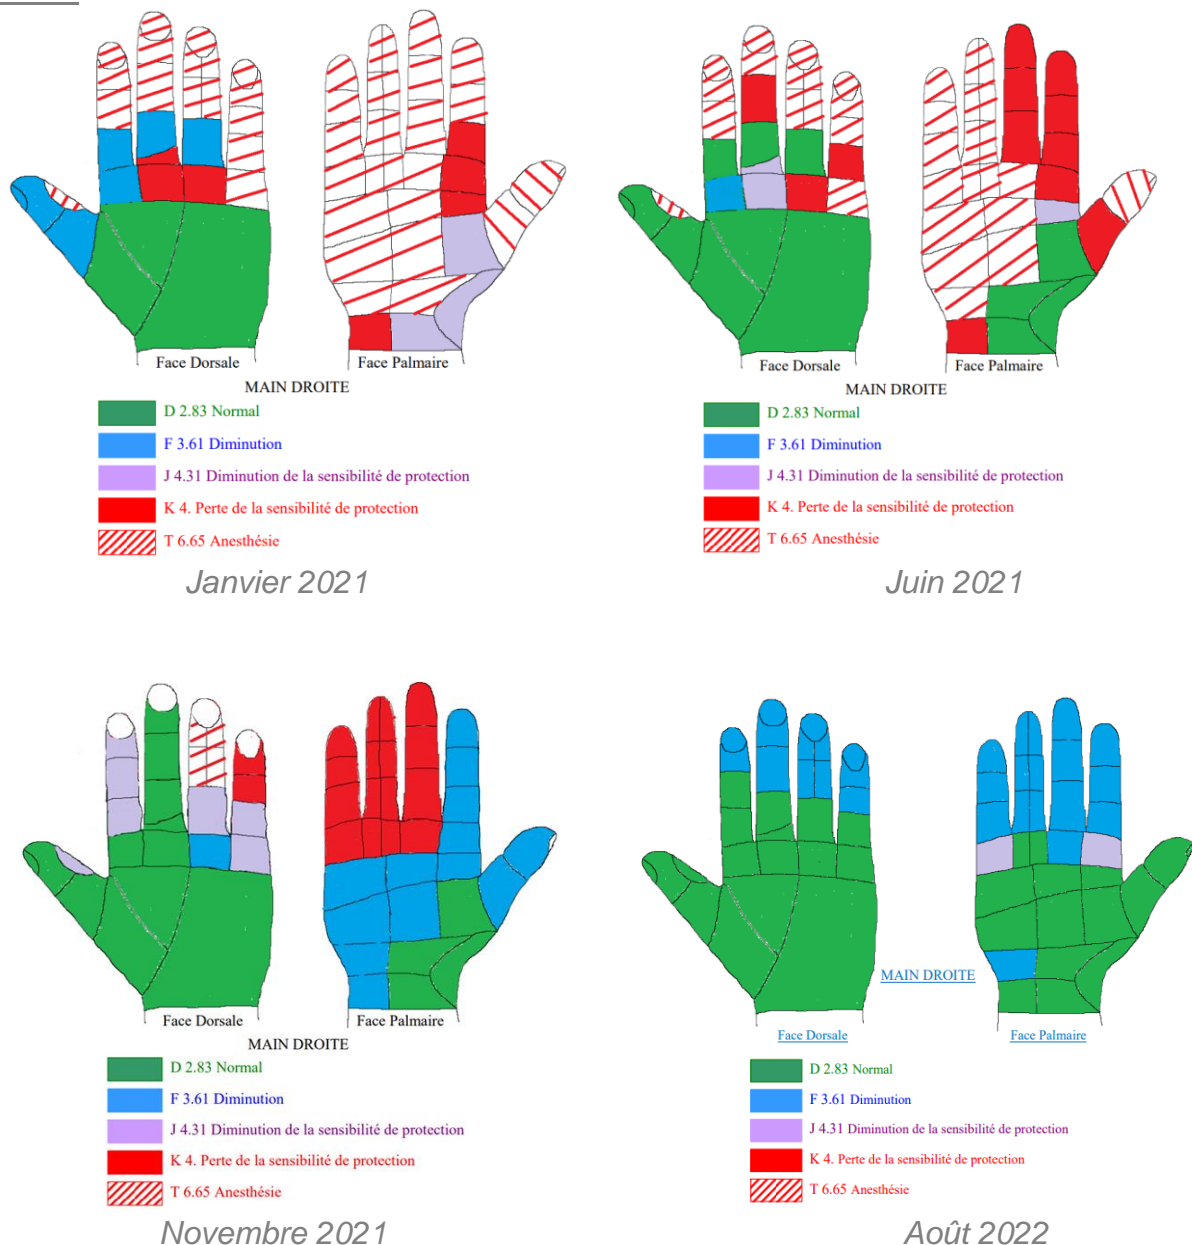 Face Dorsale
Face Palmaire
MAIN DROITE
D 2.83 Normal
F 3.61 Diminution
J 4.31 Diminution de la sensibilité de protection
K 4. Perte de la sensibilité de protection
T 6.65 Anesthésie
Janvier 2021
Face Dorsale
Face Palmaire
MAIN DROITE
D 2.83 Normal
F 3.61 Diminution
J 4.31 Diminution de la sensibilité de protection
K 4. Perte de la sensibilité de protection
T 6.65 Anesthésie
Juin 2021
Face Dorsale
Face Palmaire
MAIN DROITE
D 2.83 Normal
F 3.61 Diminution
J 4.31 Diminution de la sensibilité de protection
K 4. Perte de la sensibilité de protection
T 6.65 Anesthésie
Novembre 2021
MAIN DROITE
Face Dorsale
Face Palmaire
D 2.83 Normal
F 3.61 Diminution
J 4.31 Diminution de la sensibilité de protection
K 4. Perte de la sensibilité de protection
T 6.65 Anesthésie
Août 2022